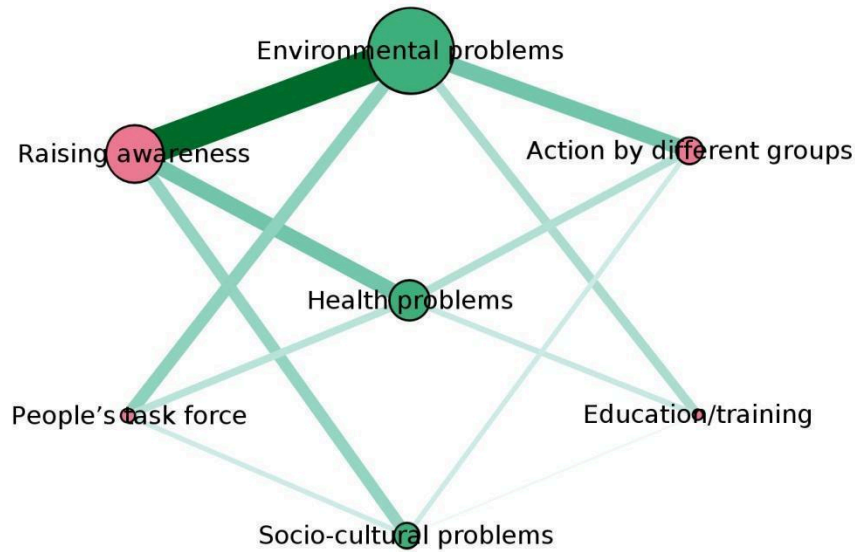 Environmental problems
Raising awareness
Action by different groups
Health problems
People’s task force
Education/training
Socio-cultural problems